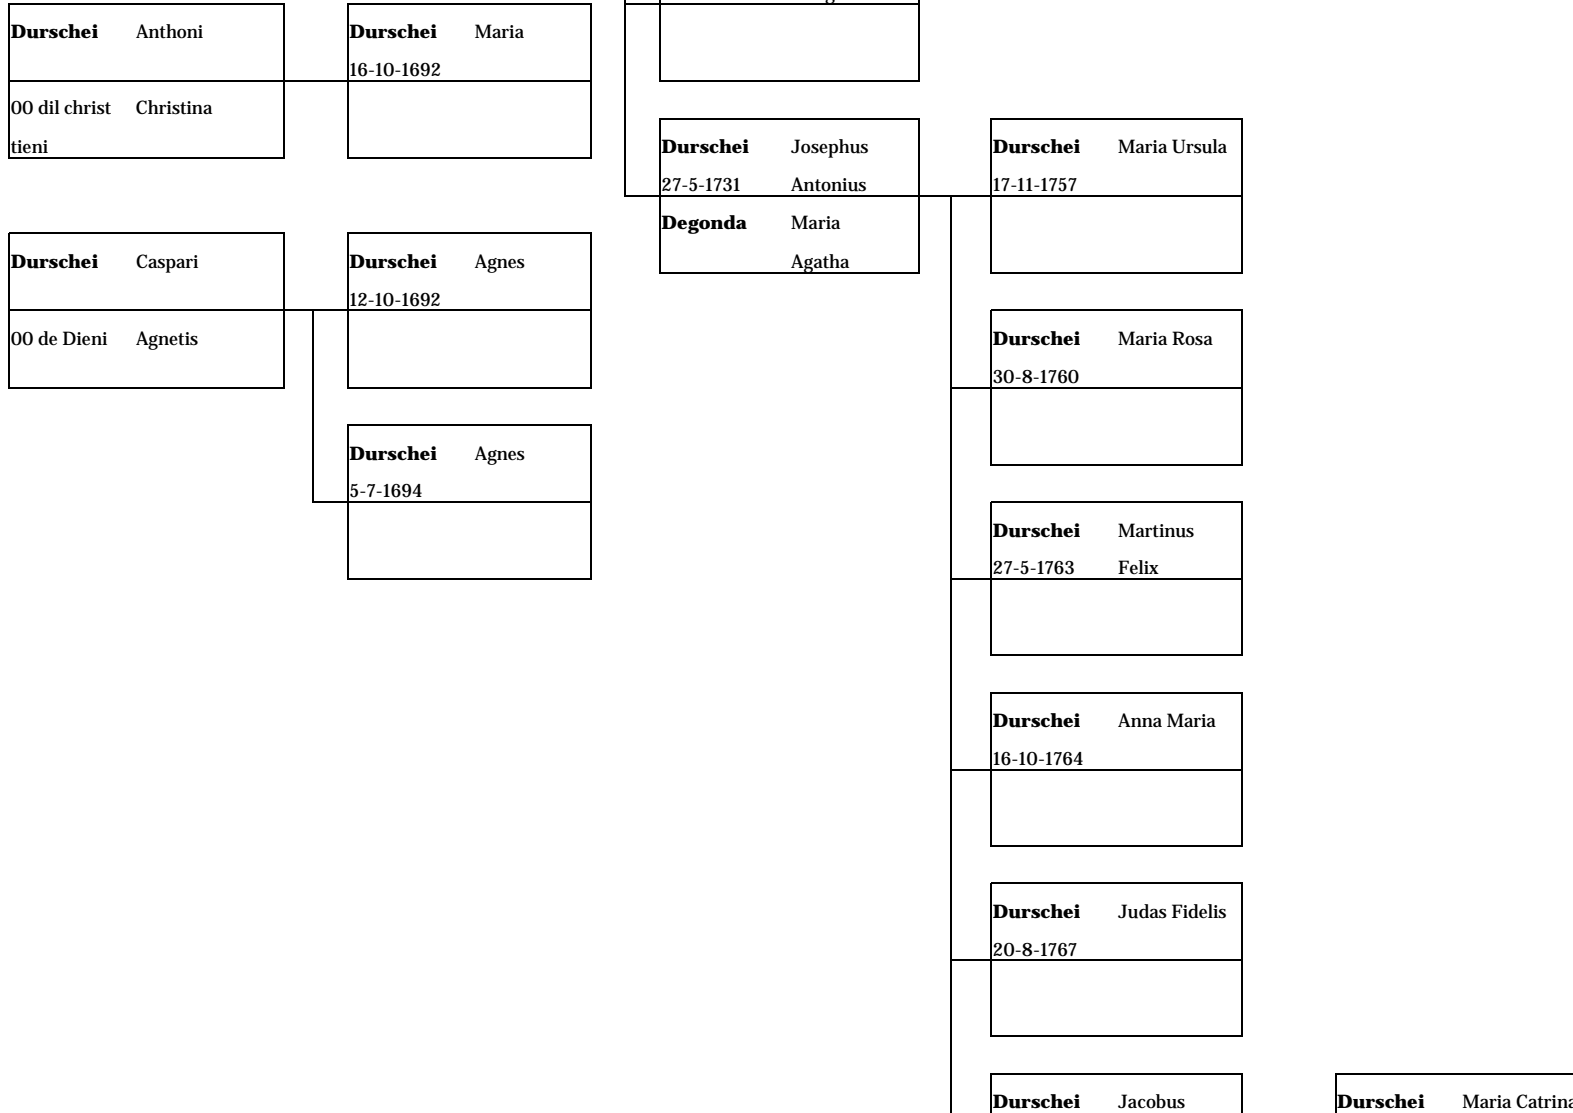 Durschei Anthoni
16-10-1692
00 dil christ Christina
tieni
Durschei Maria
Durschei Josephus
27-5-1731 Antonius
Degonda Maria
Agatha
Durschei Maria Ursula
17-11-1757
Durschei Caspari
00 de Dieni Agnetis
Durschei Agnes
12-10-1692
Durschei Maria Rosa
30-8-1760
Durschei Agnes
5-7-1694
Durschei Martinus
27-5-1763 Felix
Durschei Anna Maria
16-10-1764
Durschei Judas Fidelis
20-8-1767
Durschei Jacobus
Durschei Maria Catrina